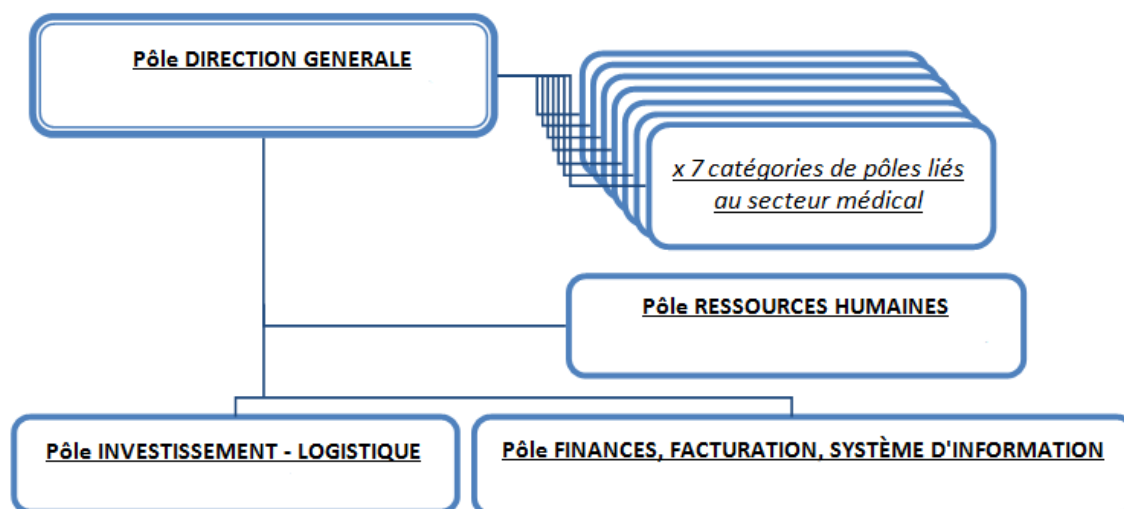 Pôle DIRECTION GENERALE
x 7 catégories de pôles liés
au secteur médical
Pôle RESSOURCES HUMAINES
Pôle INVESTISSEMENT - LOGISTIQUE
Pôle FINANCES, FACTURATION, SYSTÈME D'INFORMATION